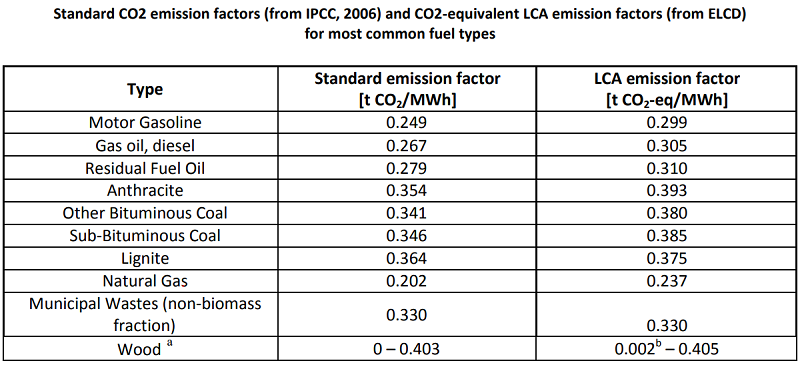 Standard CO2 emission factors (from IPCC, 2006) and CO2-equivalent LCA emission factors (from ELCD)
for most common fuel types
Type Standard emission factor [t CO₂/MWh] LCA emission factor [t CO₂-eq/MWh]
Motor Gasoline 0.249 0.299
Gas oil, diesel 0.267 0.305
Residual Fuel Oil 0.279 0.310
Anthracite 0.354 0.393
Other Bituminous Coal 0.341 0.380
Sub-Bituminous Coal 0.346 0.385
Lignite 0.364 0.375
Natural Gas 0.202 0.237
Municipal Wastes (non-biomass fraction) 0.330 0.330
Wood ᵃ 0 – 0.403 0.002ᵇ – 0.405